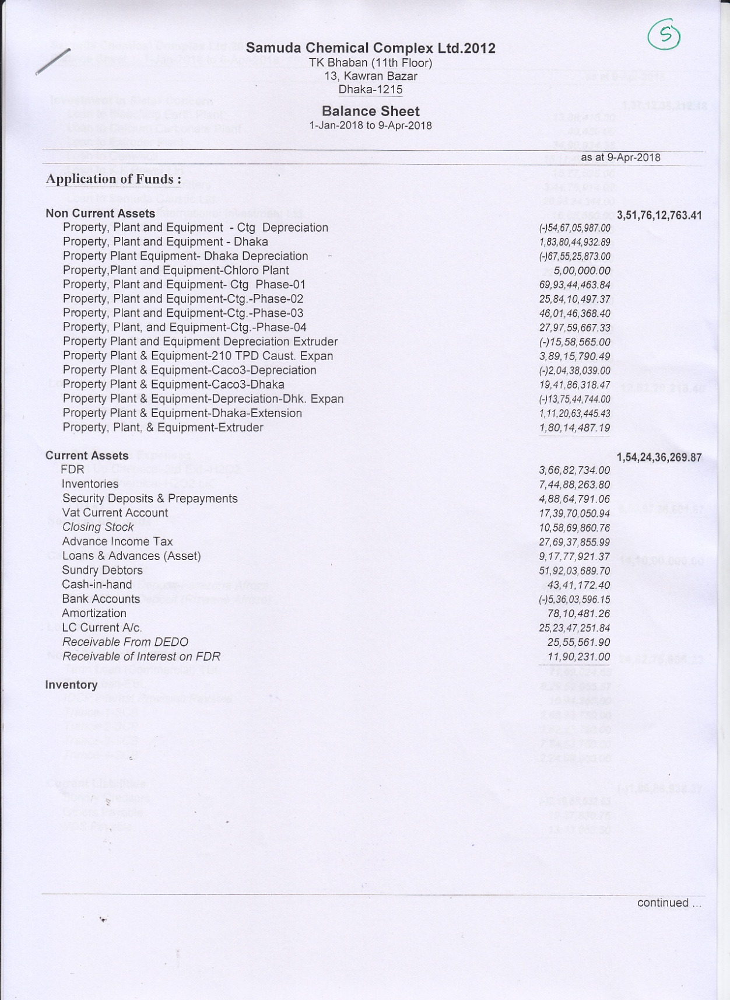 5
Samuda Chemical Complex Ltd.2012
TK Bhaban (11th Floor)
13, Kawran Bazar
Dhaka-1215
Balance Sheet
1-Jan-2018 to 9-Apr-2018
as at 9-Apr-2018
Application of Funds :
Non Current Assets 3,51,76,12,763.41
Property, Plant and Equipment - Ctg Depreciation (-)54,67,05,987.00
Property, Plant and Equipment - Dhaka 1,83,80,44,932.89
Property Plant Equipment- Dhaka Depreciation (-)67,55,25,873.00
Property,Plant and Equipment-Chloro Plant 5,00,000.00
Property, Plant and Equipment- Ctg Phase-01 69,93,44,463.84
Property, Plant and Equipment-Ctg.-Phase-02 25,84,10,497.37
Property, Plant and Equipment-Ctg.-Phase-03 46,01,46,368.40
Property, Plant, and Equipment-Ctg.-Phase-04 27,97,59,667.33
Property Plant and Equipment Depreciation Extruder (-)15,58,565.00
Property Plant & Equipment-210 TPD Caust. Expan 3,89,15,790.49
Property Plant & Equipment-Caco3-Depreciation (-)2,04,38,039.00
Property Plant & Equipment-Caco3-Dhaka 19,41,86,318.47
Property Plant & Equipment-Depreciation-Dhk. Expan (-)13,75,44,744.00
Property Plant & Equipment-Dhaka-Extension 1,11,20,63,445.43
Property, Plant, & Equipment-Extruder 1,80,14,487.19
Current Assets 1,54,24,36,269.87
FDR 3,66,82,734.00
Inventories 7,44,88,263.80
Security Deposits & Prepayments 4,88,64,791.06
Vat Current Account 17,39,70,050.94
Closing Stock 10,58,69,860.76
Advance Income Tax 27,69,37,855.99
Loans & Advances (Asset) 9,17,77,921.37
Sundry Debtors 51,92,03,689.70
Cash-in-hand 43,41,172.40
Bank Accounts (-)5,36,03,596.15
Amortization 78,10,481.26
LC Current A/c. 25,23,47,251.84
Receivable From DEDO 25,55,561.90
Receivable of Interest on FDR 11,90,231.00
Inventory
continued ...